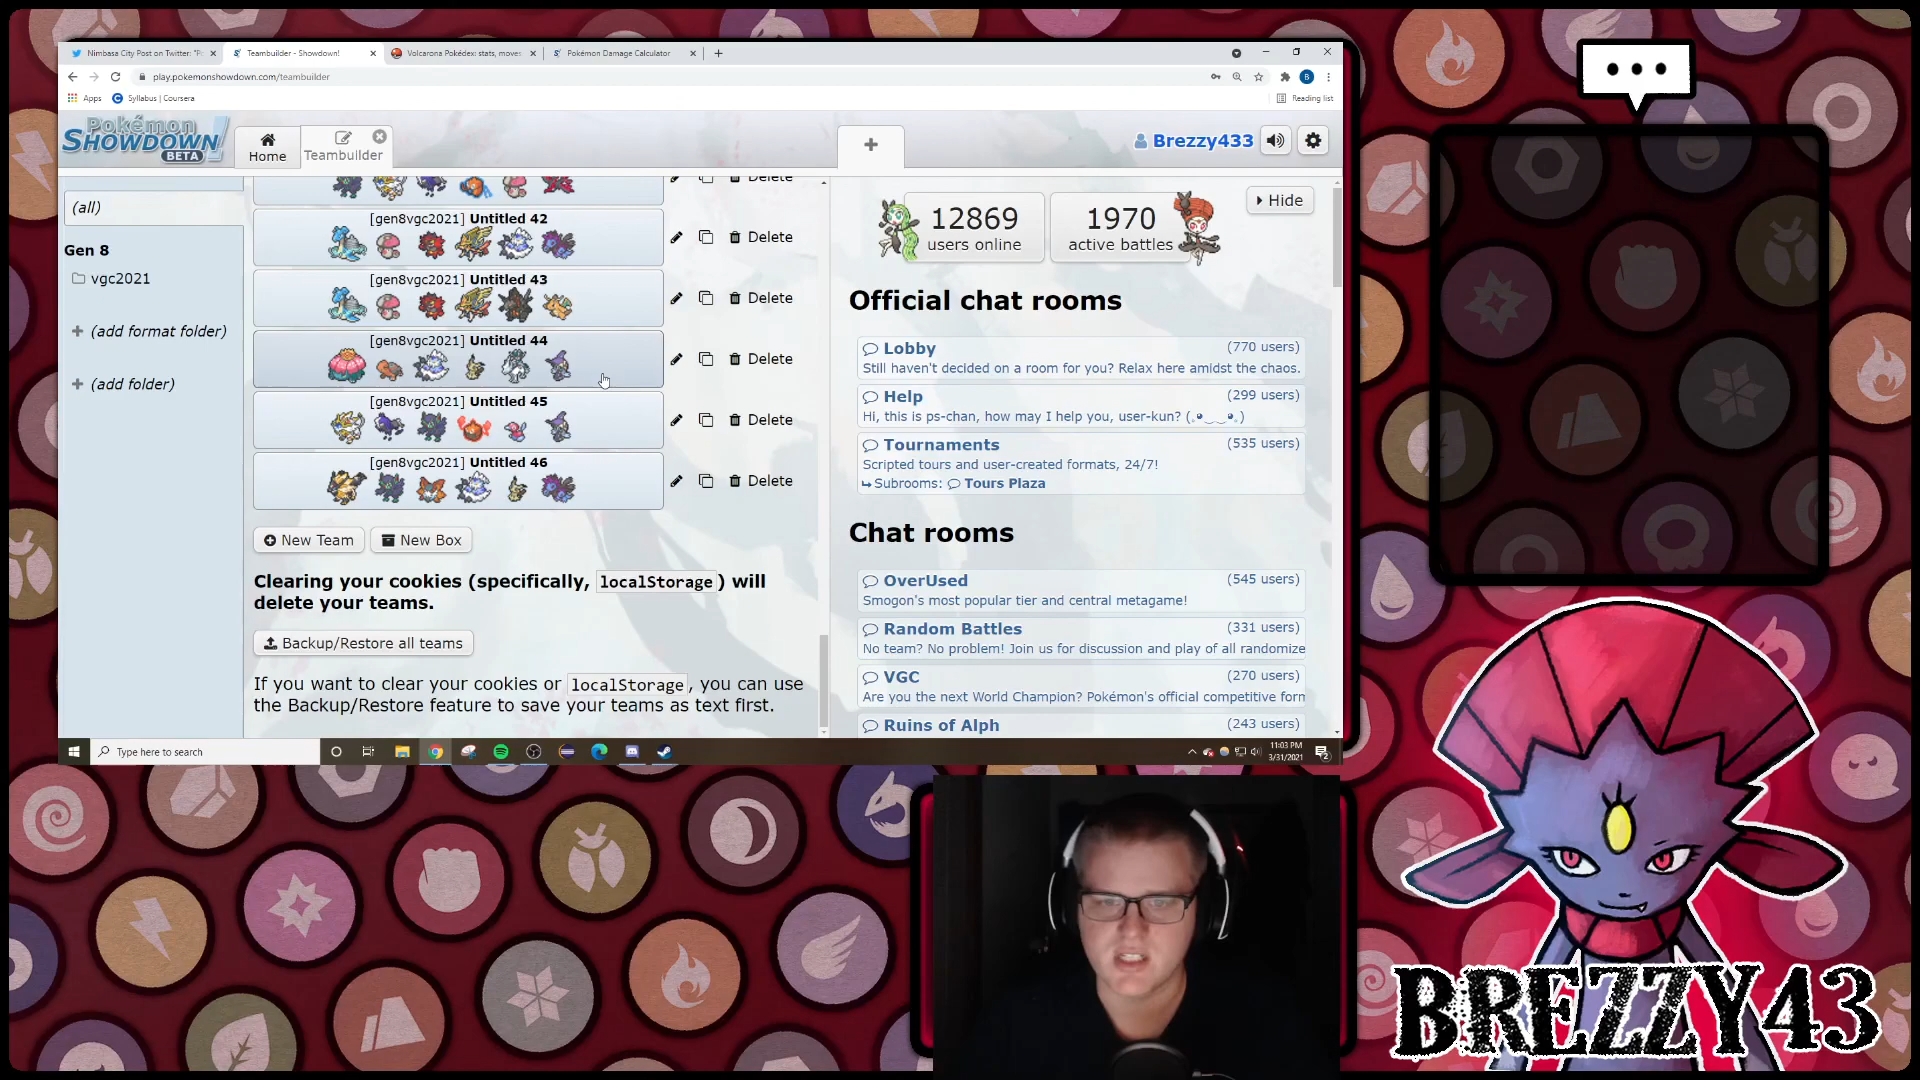 Nimbasa City Post on Twitter: "P
Teambuilder - Showdown!
Volcarona Pokédex: stats, moves
Pokémon Damage Calculator
play.pokemonshowdown.com/teambuilder
B
Apps
Syllabus | Coursera
Reading list
Pokémon
SHOWDOWN!
BETA
Home
Teambuilder
Brezzy433
(all)
Gen 8
vgc2021
(add format folder)
(add folder)
Delete
[gen8vgc2021] Untitled 42
Delete
[gen8vgc2021] Untitled 43
Delete
[gen8vgc2021] Untitled 44
Delete
[gen8vgc2021] Untitled 45
Delete
[gen8vgc2021] Untitled 46
Delete
New Team
New Box
Clearing your cookies (specifically, localStorage) will
delete your teams.
Backup/Restore all teams
If you want to clear your cookies or localStorage, you can use
the Backup/Restore feature to save your teams as text first.
12869
users online
1970
active battles
Hide
Official chat rooms
Lobby (770 users)
Still haven't decided on a room for you? Relax here amidst the chaos.
Help (299 users)
Hi, this is ps-chan, how may I help you, user-kun? (｡◕‿‿◕｡)
Tournaments (535 users)
Scripted tours and user-created formats, 24/7!
Subrooms: Tours Plaza
Chat rooms
OverUsed (545 users)
Smogon's most popular tier and central metagame!
Random Battles (331 users)
No team? No problem! Join us for discussion and play of all randomize
VGC (270 users)
Are you the next World Champion? Pokémon's official competitive form
Ruins of Alph (243 users)
Type here to search
11:03 PM
3/31/2021
2
BREZZY43